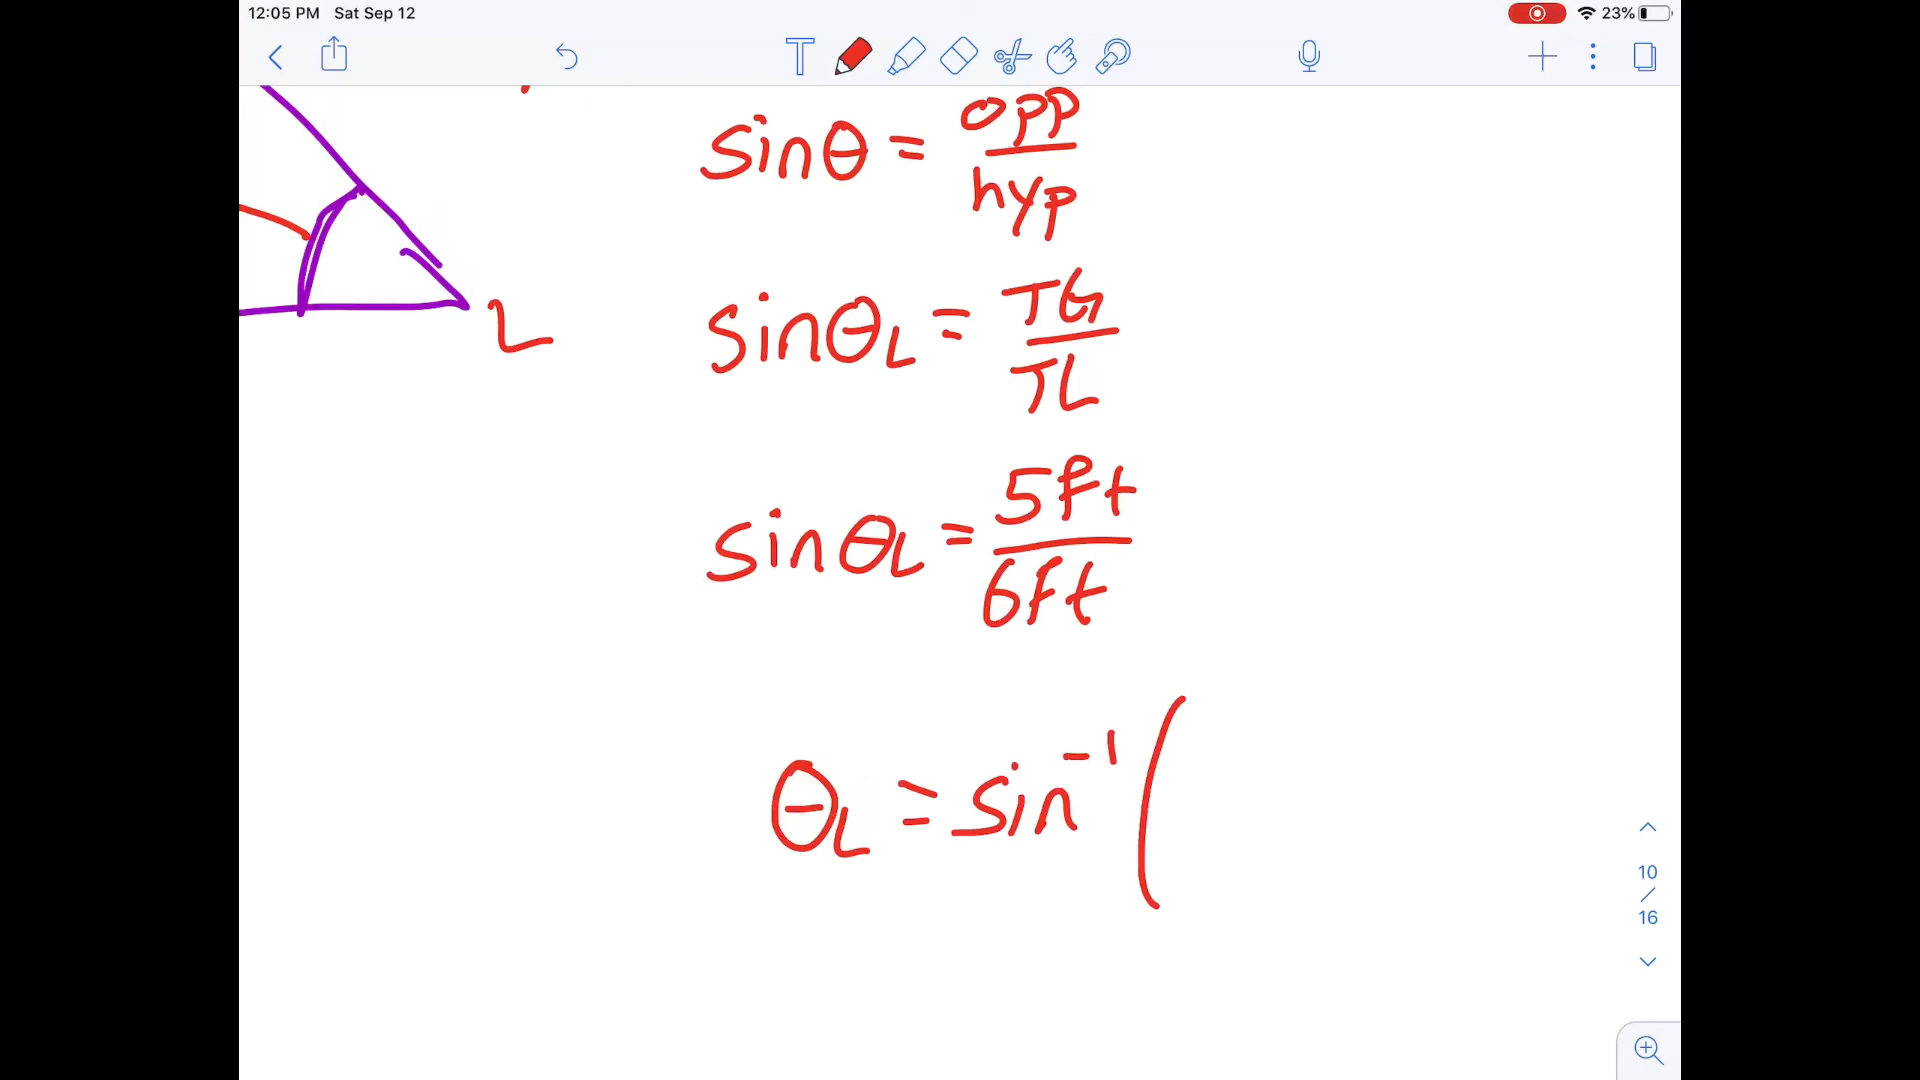 12:05 PM Sat Sep 12
23%
T
sinθ = opp/hyp
L
sinθL = TG/TL
sinθL = 5ft/6ft
θL = sin⁻¹ (
10
/
16